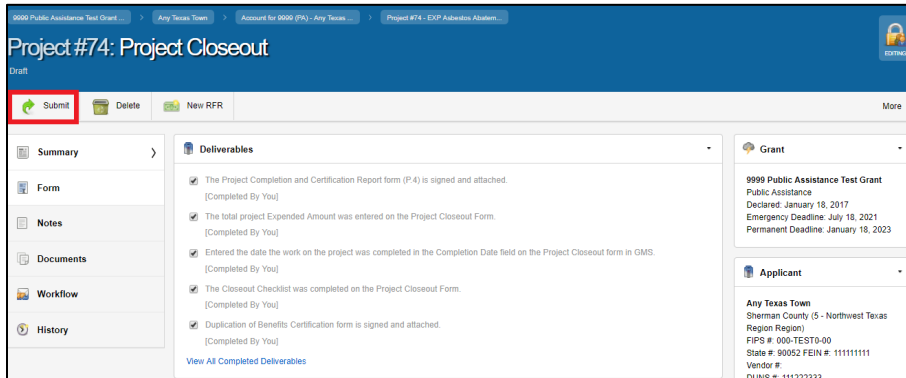 9999 Public Assistance Test Grant ... > Any Texas Town > Account for 9999 (PA) - Any Texas ... > Project #74 - EXP Asbestos Abatem...
Project #74: Project Closeout
Draft
EDITING
Submit Delete New RFR More
Summary
Form
Notes
Documents
Workflow
History
Deliverables
The Project Completion and Certification Report form (P.4) is signed and attached.
[Completed By You]
The total project Expended Amount was entered on the Project Closeout Form.
[Completed By You]
Entered the date the work on the project was completed in the Completion Date field on the Project Closeout form in GMS.
[Completed By You]
The Closeout Checklist was completed on the Project Closeout Form.
[Completed By You]
Duplication of Benefits Certification form is signed and attached.
[Completed By You]
View All Completed Deliverables
Grant
9999 Public Assistance Test Grant
Public Assistance
Declared: January 18, 2017
Emergency Deadline: July 18, 2021
Permanent Deadline: January 18, 2023
Applicant
Any Texas Town
Sherman County (5 - Northwest Texas
Region Region)
FIPS #: 000-TEST0-00
State #: 90052 FEIN #: 111111111
Vendor #:
DUNS #: 111222333